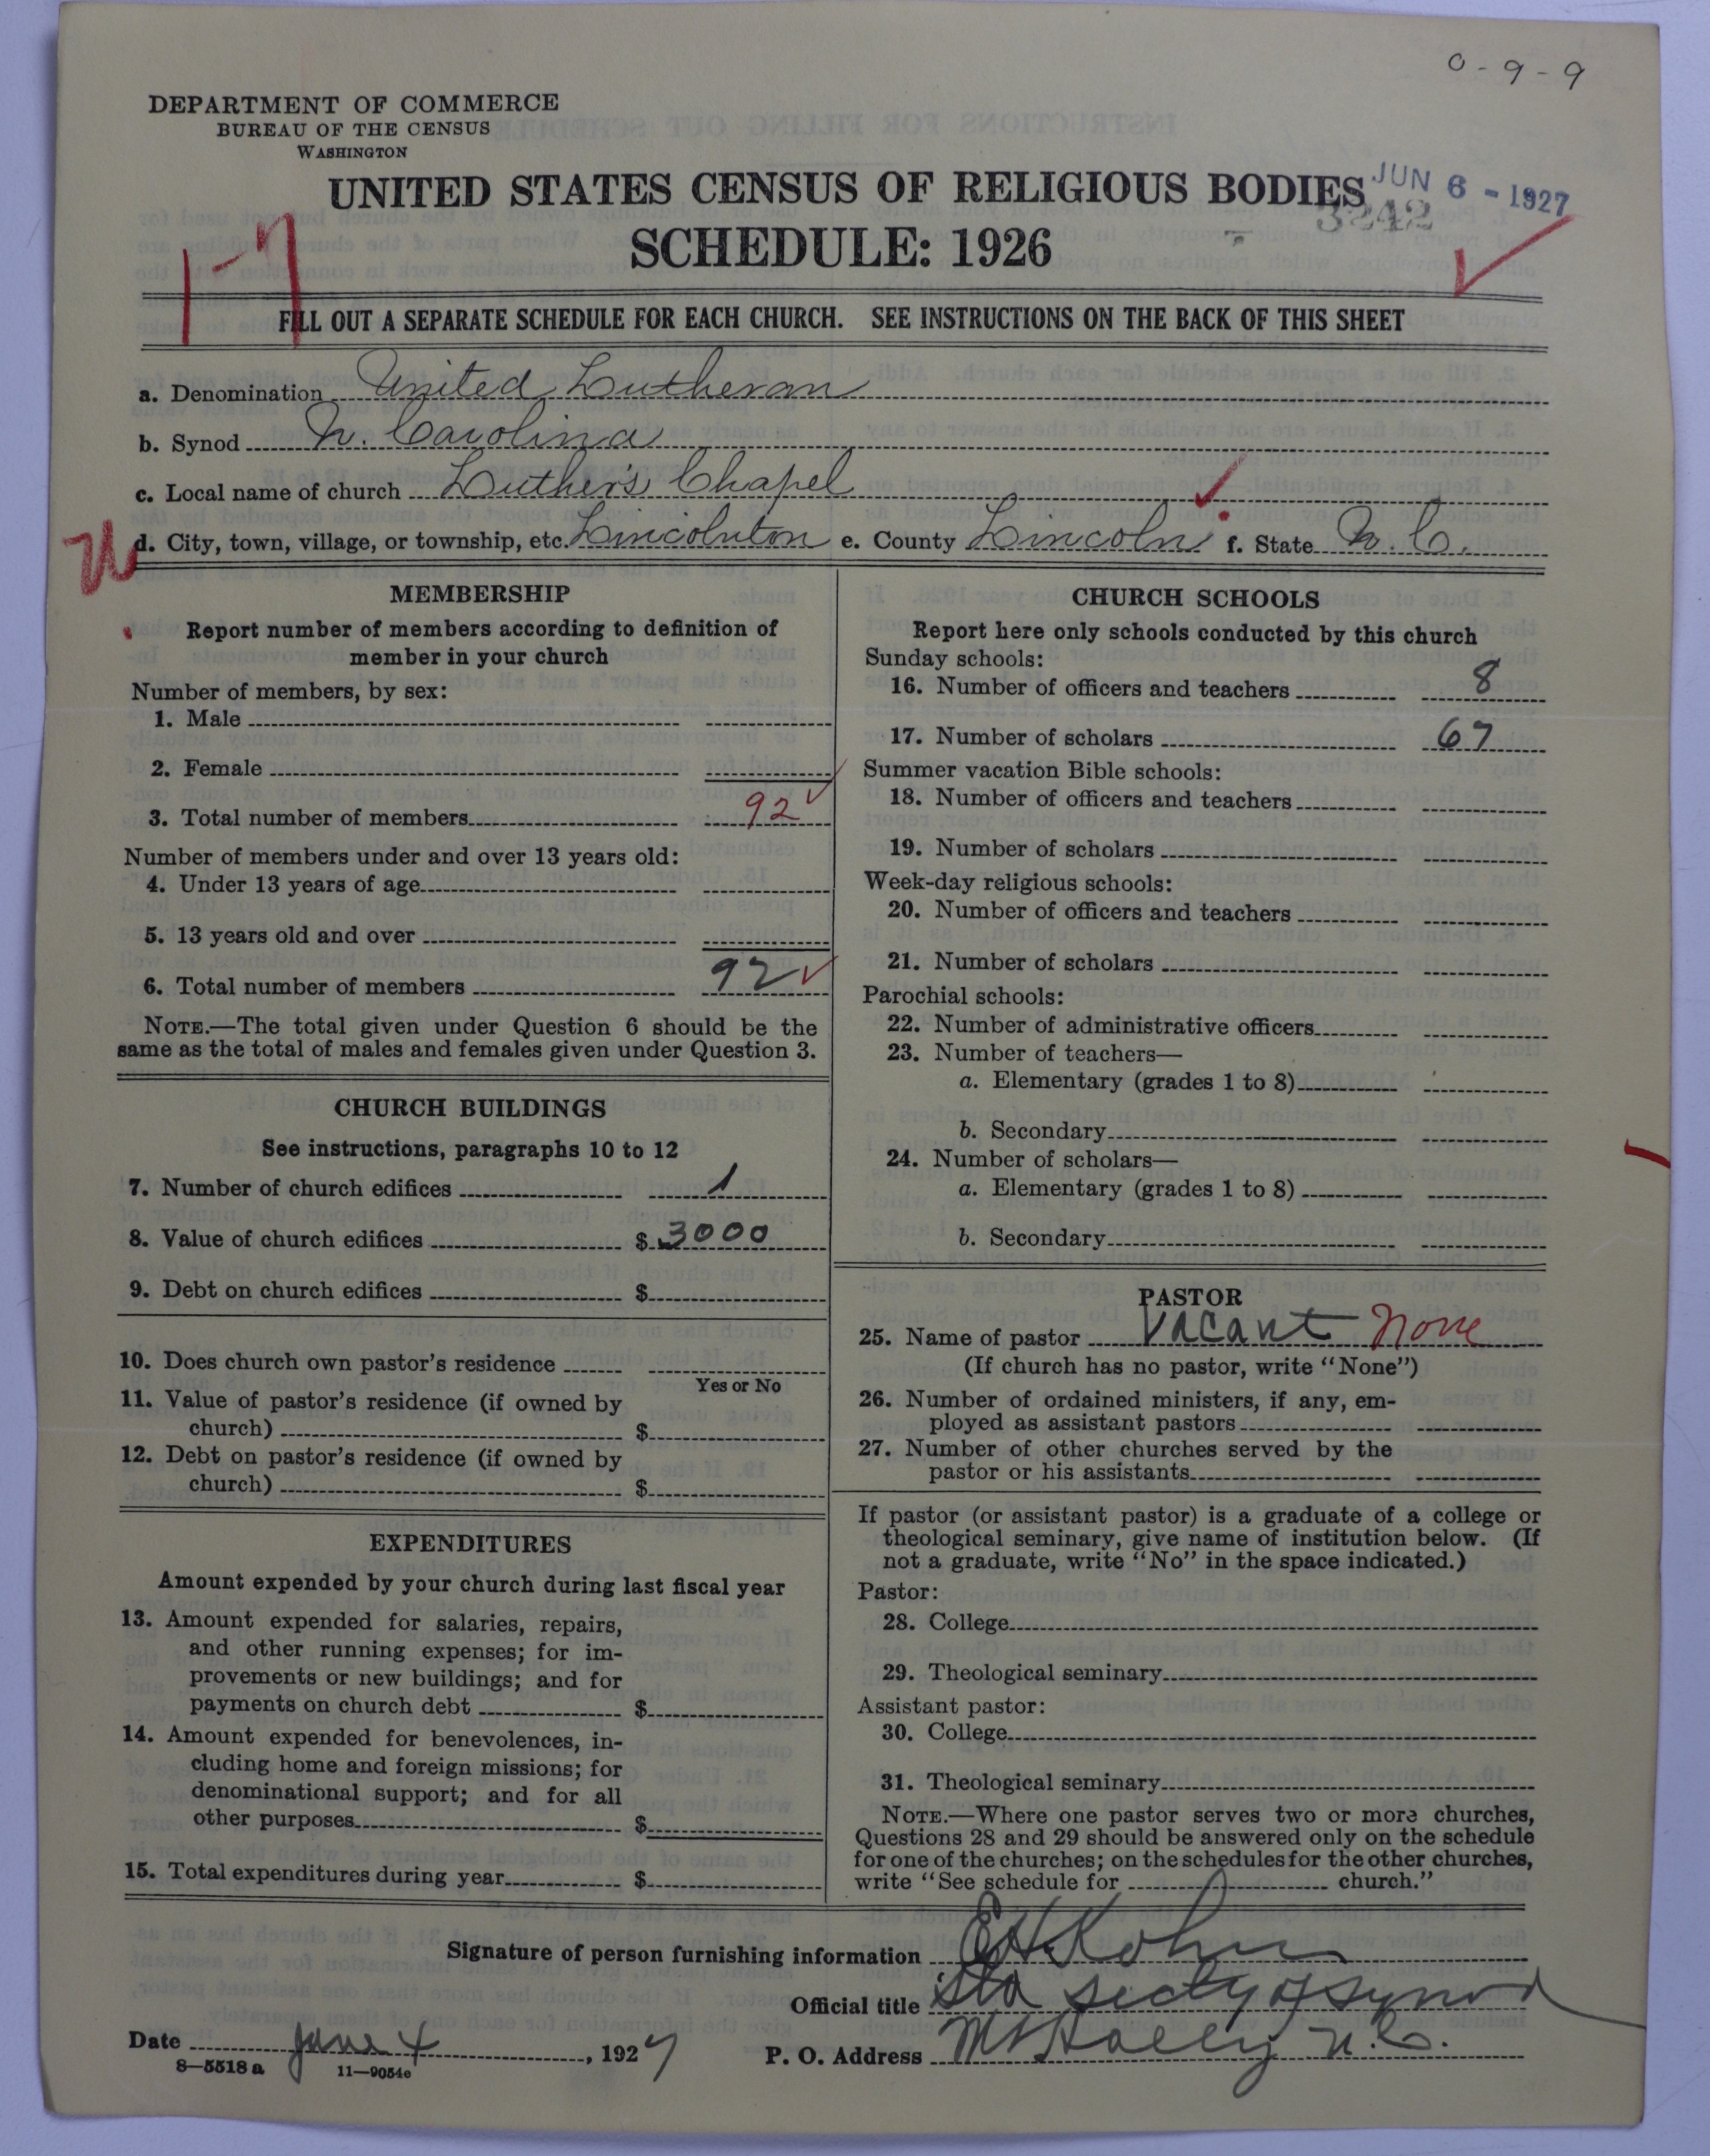 0-9-9
DEPARTMENT OF COMMERCE
BUREAU OF THE CENSUS
WASHINGTON
UNITED STATES CENSUS OF RELIGIOUS BODIES
JUN 6 - 1927
3242
SCHEDULE: 1926
1-7
FILL OUT A SEPARATE SCHEDULE FOR EACH CHURCH. SEE INSTRUCTIONS ON THE BACK OF THIS SHEET
a. Denomination United Lutheran
b. Synod N. Carolina
c. Local name of church Luther's Chapel
d. City, town, village, or township, etc. Lincolnton e. County Lincoln f. State N. C.
MEMBERSHIP
Report number of members according to definition of
member in your church
Number of members, by sex:
1. Male
2. Female
3. Total number of members 92
Number of members under and over 13 years old:
4. Under 13 years of age
5. 13 years old and over
6. Total number of members 92
NOTE.—The total given under Question 6 should be the
same as the total of males and females given under Question 3.
CHURCH BUILDINGS
See instructions, paragraphs 10 to 12
7. Number of church edifices 1
8. Value of church edifices $ 3000
9. Debt on church edifices $
10. Does church own pastor's residence
Yes or No
11. Value of pastor's residence (if owned by
church) $
12. Debt on pastor's residence (if owned by
church) $
EXPENDITURES
Amount expended by your church during last fiscal year
13. Amount expended for salaries, repairs,
and other running expenses; for im-
provements or new buildings; and for
payments on church debt $
14. Amount expended for benevolences, in-
cluding home and foreign missions; for
denominational support; and for all
other purposes $
15. Total expenditures during year $
CHURCH SCHOOLS
Report here only schools conducted by this church
Sunday schools:
16. Number of officers and teachers 8
17. Number of scholars 67
Summer vacation Bible schools:
18. Number of officers and teachers
19. Number of scholars
Week-day religious schools:
20. Number of officers and teachers
21. Number of scholars
Parochial schools:
22. Number of administrative officers
23. Number of teachers—
a. Elementary (grades 1 to 8)
b. Secondary
24. Number of scholars—
a. Elementary (grades 1 to 8)
b. Secondary
PASTOR
25. Name of pastor Vacant None
(If church has no pastor, write "None")
26. Number of ordained ministers, if any, em-
ployed as assistant pastors
27. Number of other churches served by the
pastor or his assistants
If pastor (or assistant pastor) is a graduate of a college or
theological seminary, give name of institution below. (If
not a graduate, write "No" in the space indicated.)
Pastor:
28. College
29. Theological seminary
Assistant pastor:
30. College
31. Theological seminary
NOTE.—Where one pastor serves two or more churches,
Questions 28 and 29 should be answered only on the schedule
for one of the churches; on the schedules for the other churches,
write "See schedule for church."
Signature of person furnishing information E H Kohn
Official title Sta Secty of Synod
Date June 4, 1927 P. O. Address Mt Holly N. C.
8—5518 a 11—9054e